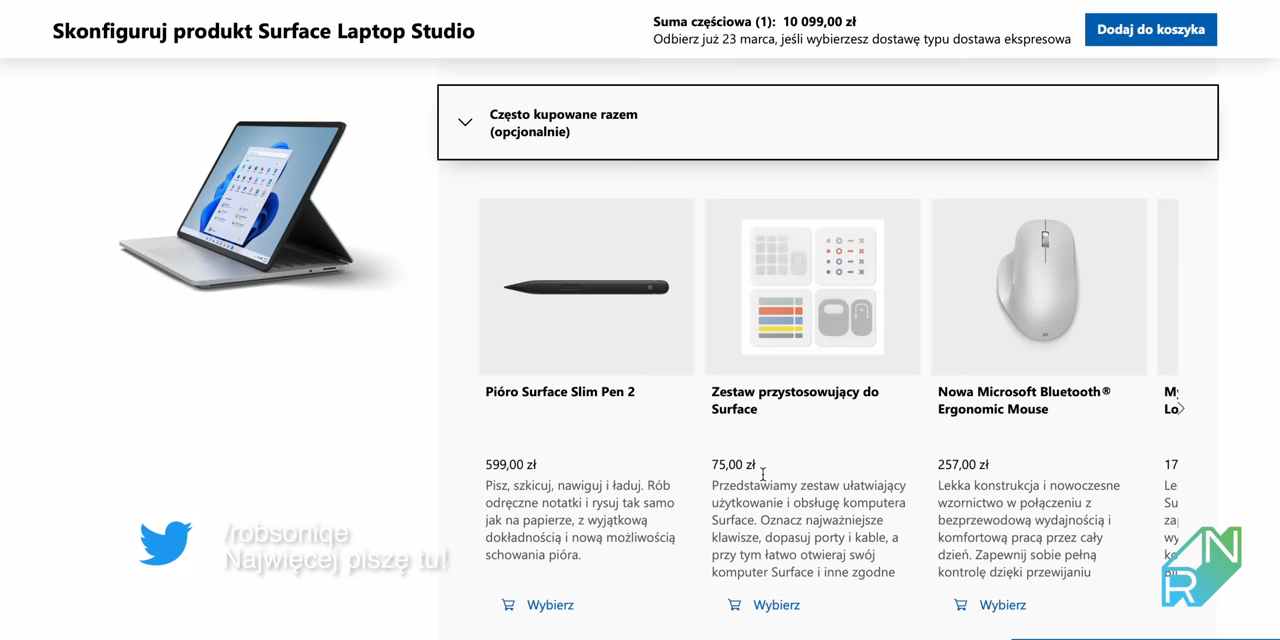 Skonfiguruj produkt Surface Laptop Studio
Suma częściowa (1): 10 099,00 zł
Odbierz już 23 marca, jeśli wybierzesz dostawę typu dostawa ekspresowa
Dodaj do koszyka
Często kupowane razem
(opcjonalnie)
Pióro Surface Slim Pen 2
599,00 zł
Pisz, szkicuj, nawiguj i ładuj. Rób
odręczne notatki i rysuj tak samo
jak na papierze, z wyjątkową
dokładnością i nową możliwością
schowania pióra.
Wybierz
Zestaw przystosowujący do
Surface
75,00 zł
Przedstawiamy zestaw ułatwiający
użytkowanie i obsługę komputera
Surface. Oznacz najważniejsze
klawisze, dopasuj porty i kable, a
przy tym łatwo otwieraj swój
komputer Surface i inne zgodne
Wybierz
Nowa Microsoft Bluetooth®
Ergonomic Mouse
257,00 zł
Lekka konstrukcja i nowoczesne
wzornictwo w połączeniu z
bezprzewodową wydajnością i
komfortową pracą przez cały
dzień. Zapewnij sobie pełną
kontrolę dzięki przewijaniu
Wybierz
17
/robsoniqe
Najwięcej piszę tu!
RN